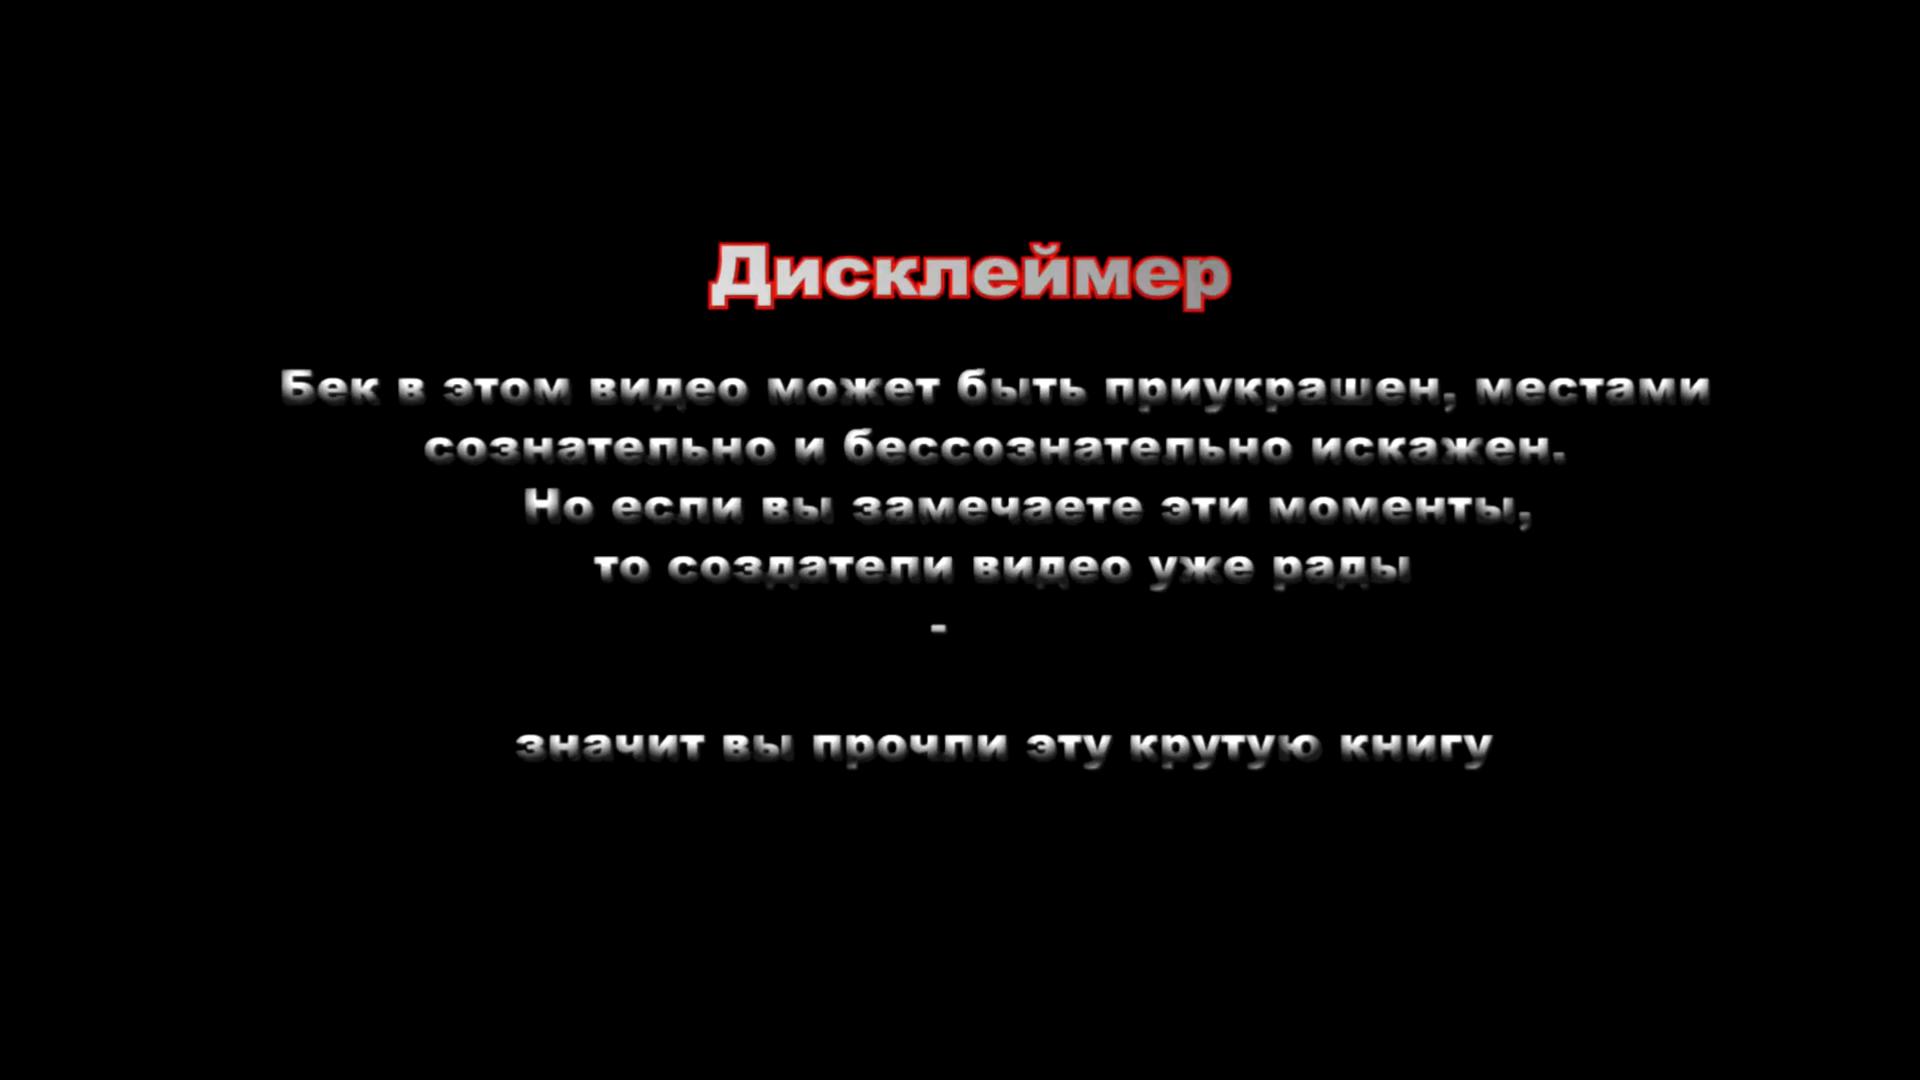 Дисклеймер
Бек в этом видео может быть приукрашен, местами
сознательно и бессознательно искажен.
Но если вы замечаете эти моменты,
то создатели видео уже рады
-
значит вы прочли эту крутую книгу